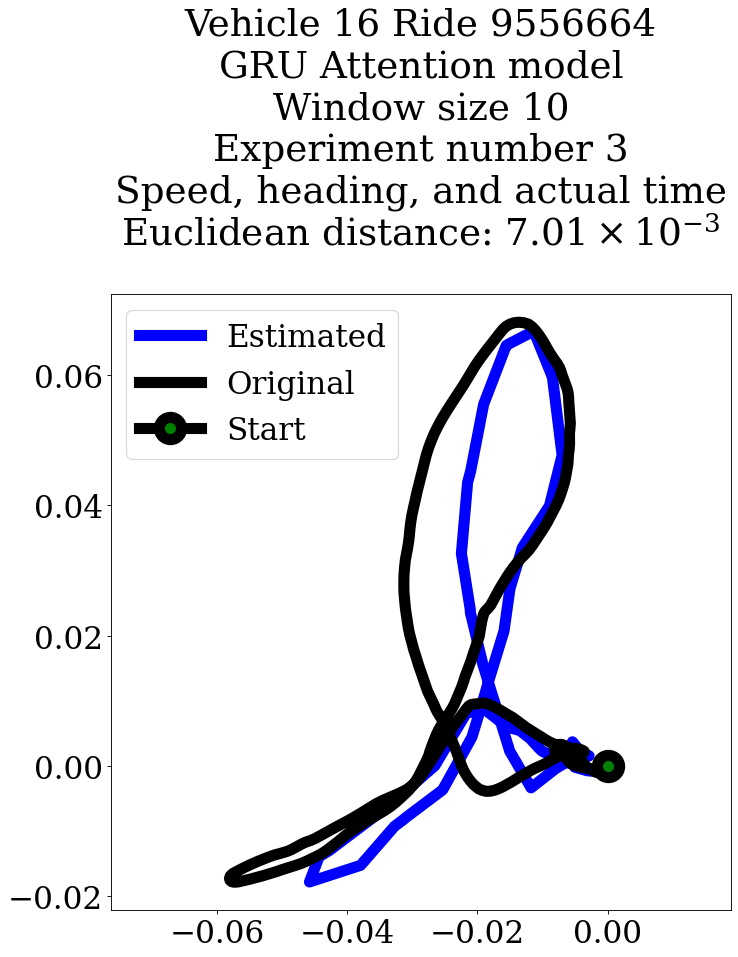 Vehicle 16 Ride 9556664
GRU Attention model
Window size 10
Experiment number 3
Speed, heading, and actual time
Euclidean distance: 7.01 × 10⁻³
Estimated
Original
Start
0.06
0.04
0.02
0.00
−0.02
−0.06 −0.04 −0.02 0.00